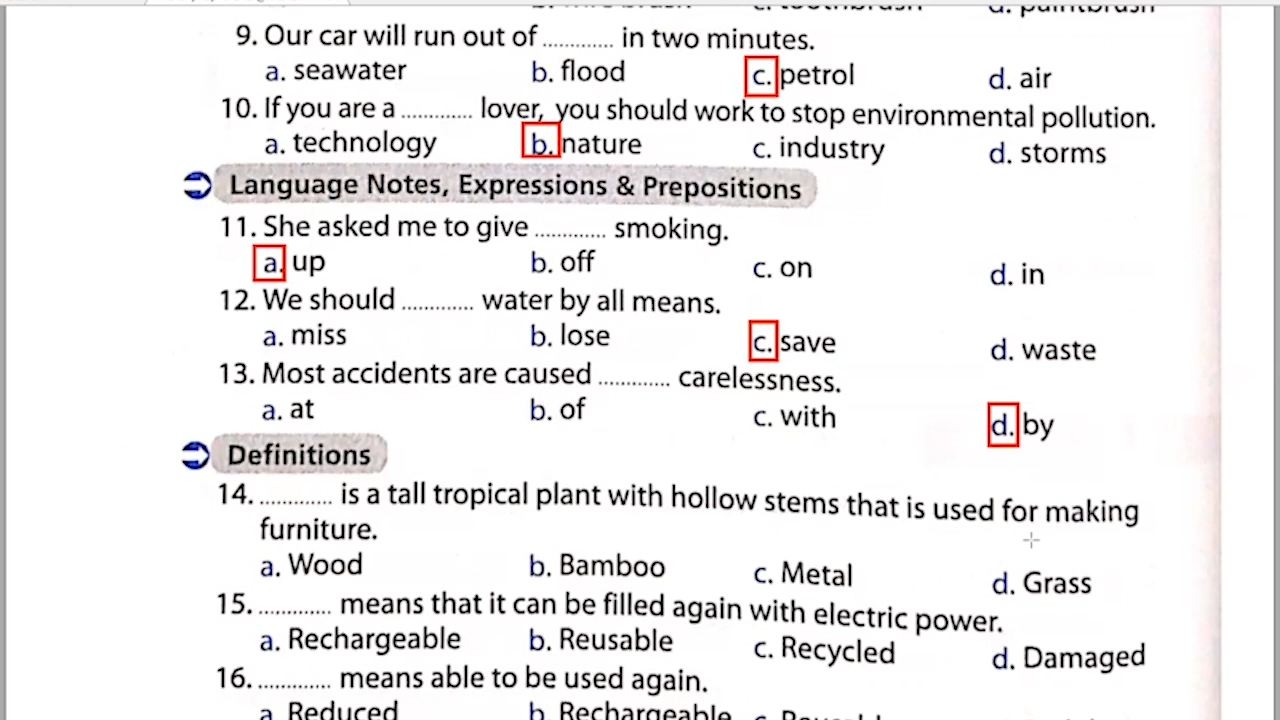 9. Our car will run out of ............ in two minutes.
a. seawater b. flood c. petrol d. air
10. If you are a ............ lover, you should work to stop environmental pollution.
a. technology b. nature c. industry d. storms
Language Notes, Expressions & Prepositions
11. She asked me to give ............ smoking.
a. up b. off c. on d. in
12. We should ............ water by all means.
a. miss b. lose c. save d. waste
13. Most accidents are caused ............ carelessness.
a. at b. of c. with d. by
Definitions
14. ............ is a tall tropical plant with hollow stems that is used for making
furniture.
a. Wood b. Bamboo c. Metal d. Grass
15. ............ means that it can be filled again with electric power.
a. Rechargeable b. Reusable c. Recycled d. Damaged
16. ............ means able to be used again.
a. Reduced b. Rechargeable